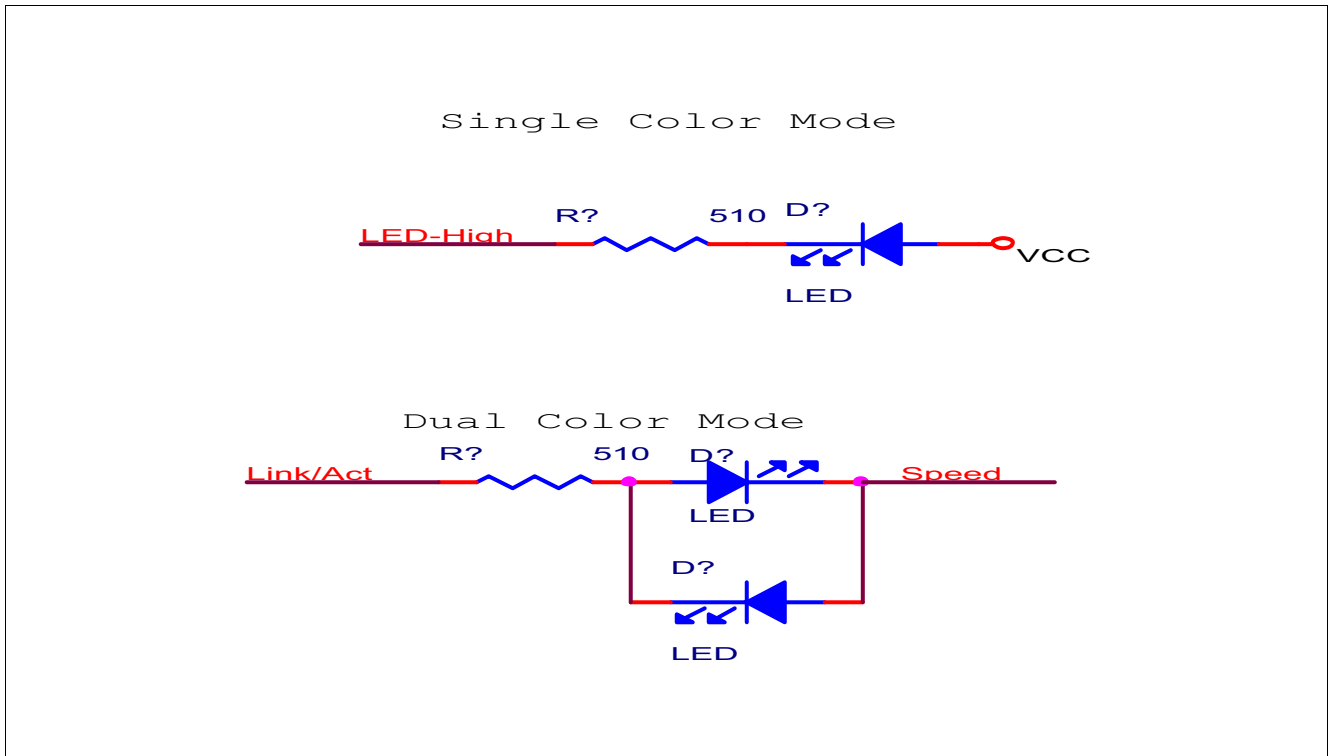 Single Color Mode
R? 510 D?
LED-High
VCC
LED
Dual Color Mode
R? 510 D?
Link/Act Speed
LED
D?
LED